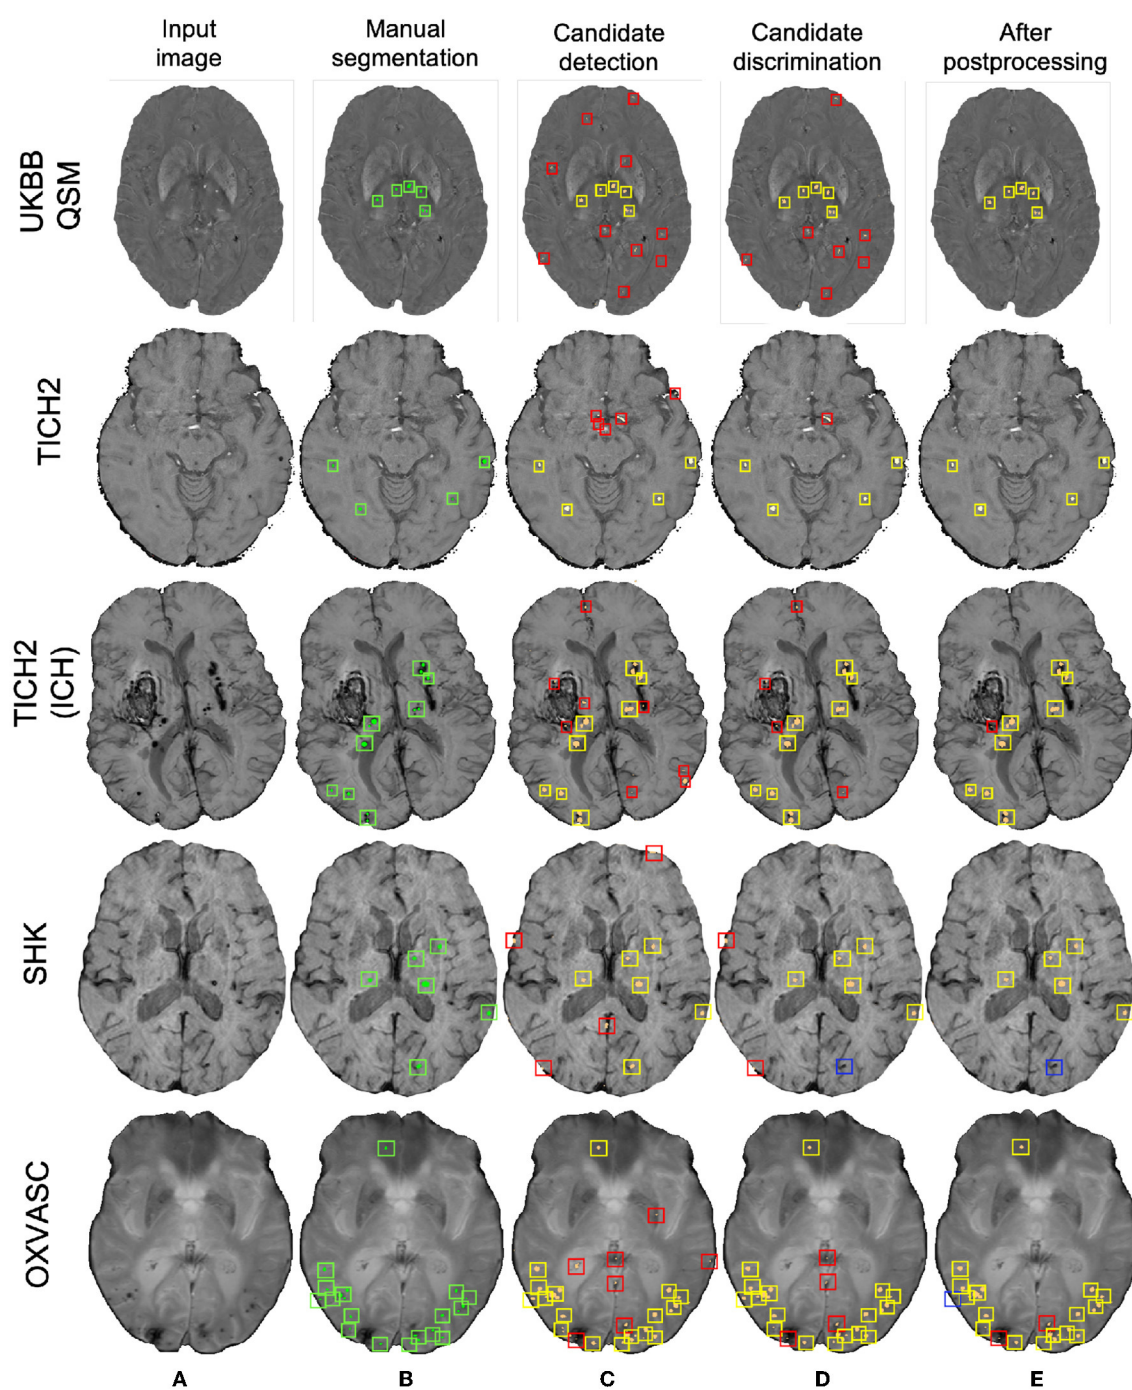 Input
image
Manual
segmentation
Candidate
detection
Candidate
discrimination
After
postprocessing
UKBB
QSM
TICH2
TICH2
(ICH)
SHK
OXVASC
A
B
C
D
E